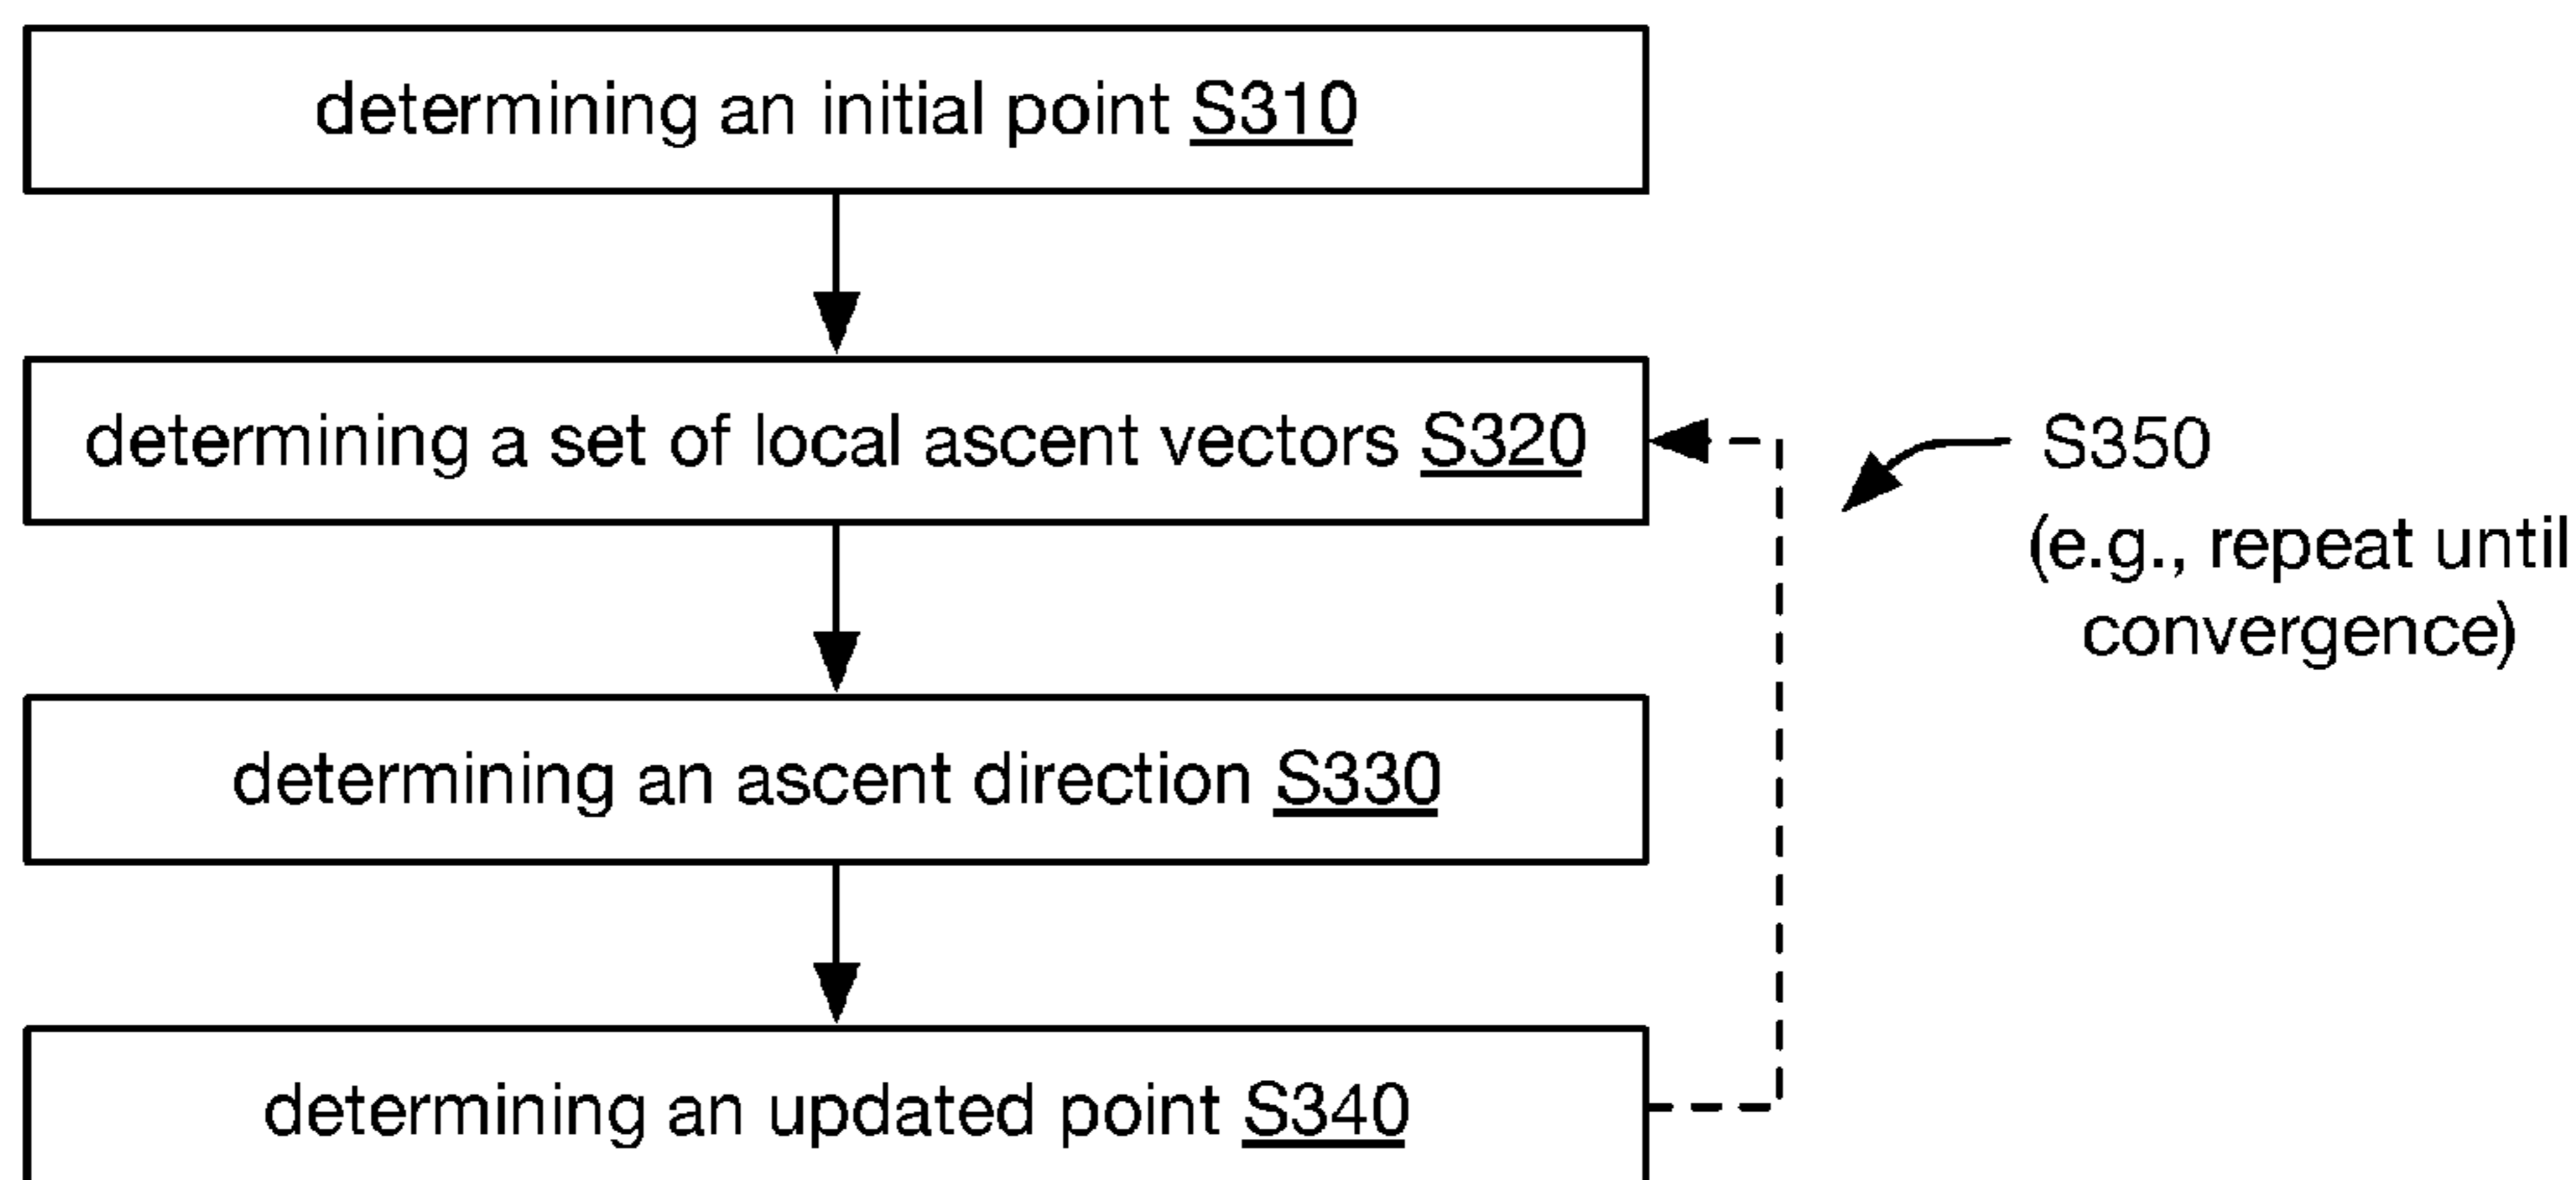 determining an initial point S310
determining a set of local ascent vectors S320
S350
(e.g., repeat until
convergence)
determining an ascent direction S330
determining an updated point S340